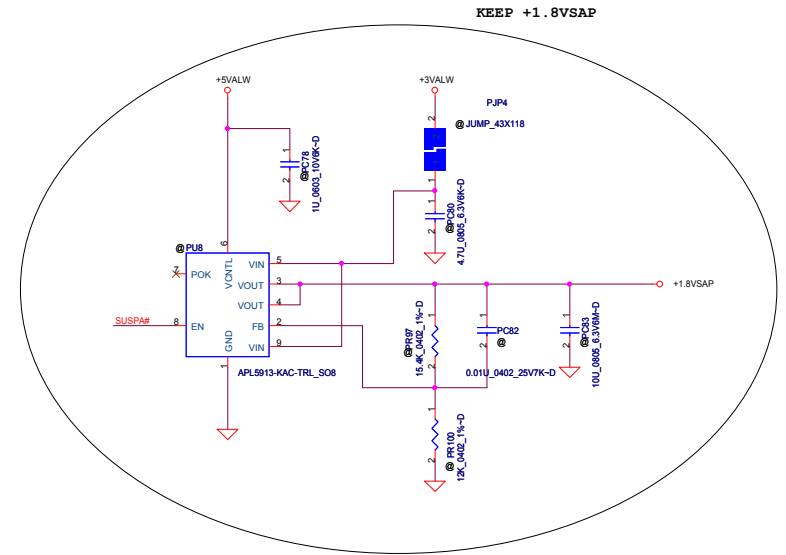 KEEP +1.8VSAP
+5VALW
+3VALW
PJP4
@ JUMP_43X118
2
1
1
2
@PC78
1U_0603_10V6K~D
1
2
@PC80
4.7U_0805_6.3V6K~D
@ PU8
6
7 POK
VCNTL
VIN 5
VOUT 3
VOUT 4
SUSPA# 8 EN
FB 2
GND
VIN 9
1
APL5913-KAC-TRL_SO8
+1.8VSAP
1
2
@PR97
15.4K_0402_1%~D
1
2
PC82
@
0.01U_0402_25V7K~D
1
2
@PC83
10U_0805_6.3V6M~D
1
2
@ PR100
12K_0402_1%~D